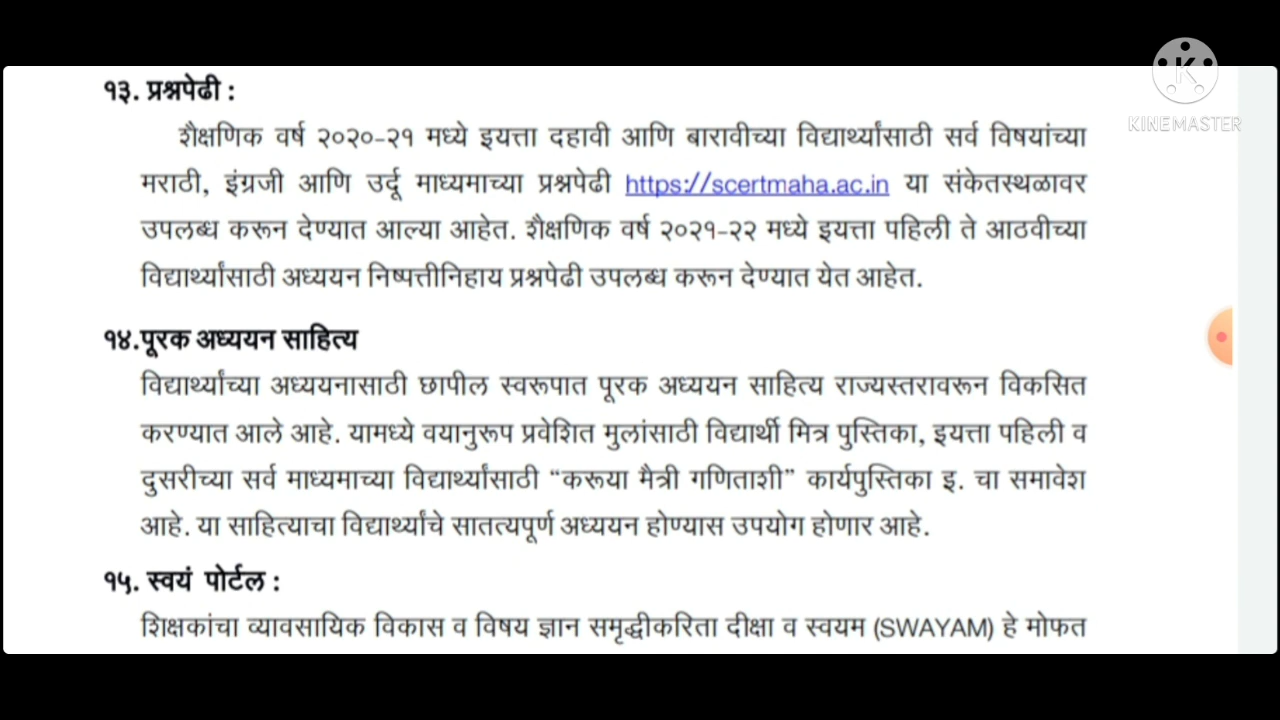 १३. प्रश्नपेढी :
शैक्षणिक वर्ष २०२०-२१ मध्ये इयत्ता दहावी आणि बारावीच्या विद्यार्थ्यांसाठी सर्व विषयांच्या
मराठी, इंग्रजी आणि उर्दू माध्यमाच्या प्रश्नपेढी https://scertmaha.ac.in या संकेतस्थळावर
उपलब्ध करून देण्यात आल्या आहेत. शैक्षणिक वर्ष २०२१-२२ मध्ये इयत्ता पहिली ते आठवीच्या
विद्यार्थ्यांसाठी अध्ययन निष्पत्तीनिहाय प्रश्नपेढी उपलब्ध करून देण्यात येत आहेत.
१४.पूरक अध्ययन साहित्य
विद्यार्थ्यांच्या अध्ययनासाठी छापील स्वरूपात पूरक अध्ययन साहित्य राज्यस्तरावरून विकसित
करण्यात आले आहे. यामध्ये वयानुरूप प्रवेशित मुलांसाठी विद्यार्थी मित्र पुस्तिका, इयत्ता पहिली व
दुसरीच्या सर्व माध्यमाच्या विद्यार्थ्यांसाठी “करूया मैत्री गणिताशी” कार्यपुस्तिका इ. चा समावेश
आहे. या साहित्याचा विद्यार्थ्यांचे सातत्यपूर्ण अध्ययन होण्यास उपयोग होणार आहे.
१५. स्वयं पोर्टल :
शिक्षकांचा व्यावसायिक विकास व विषय ज्ञान समृद्धीकरिता दीक्षा व स्वयम (SWAYAM) हे मोफत
K
KINEMASTER